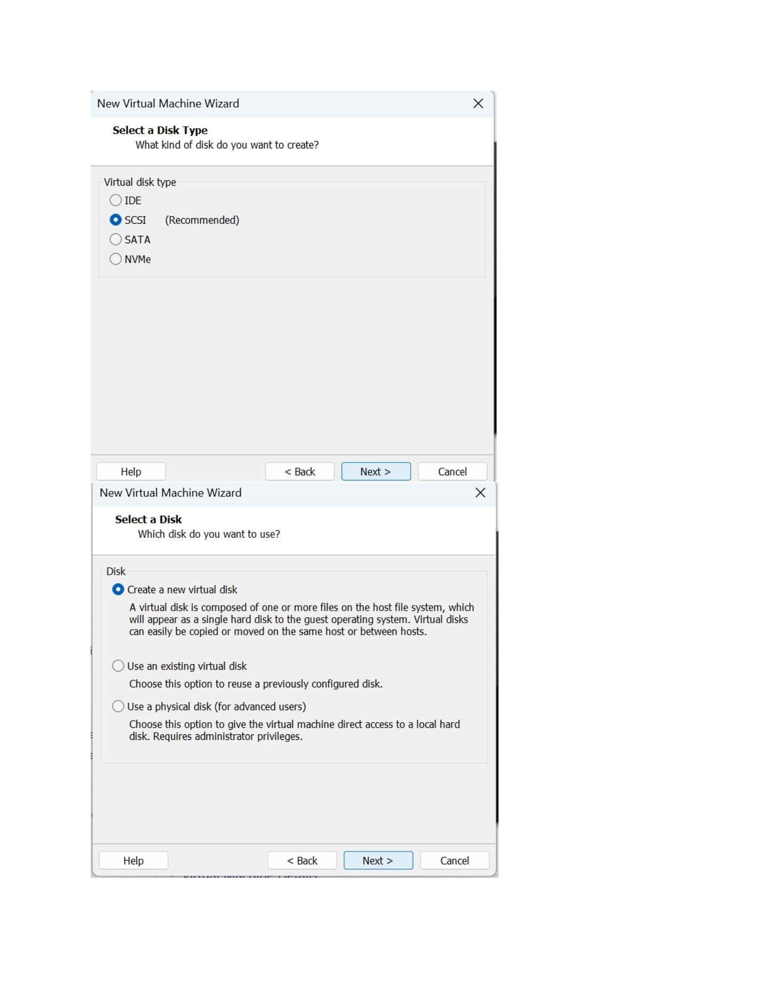 New Virtual Machine Wizard
Select a Disk Type
What kind of disk do you want to create?
Virtual disk type
IDE
SCSI (Recommended)
SATA
NVMe
Help < Back Next > Cancel
New Virtual Machine Wizard
Select a Disk
Which disk do you want to use?
Disk
Create a new virtual disk
A virtual disk is composed of one or more files on the host file system, which
will appear as a single hard disk to the guest operating system. Virtual disks
can easily be copied or moved on the same host or between hosts.
Use an existing virtual disk
Choose this option to reuse a previously configured disk.
Use a physical disk (for advanced users)
Choose this option to give the virtual machine direct access to a local hard
disk. Requires administrator privileges.
Help < Back Next > Cancel
Virtual Machine Details